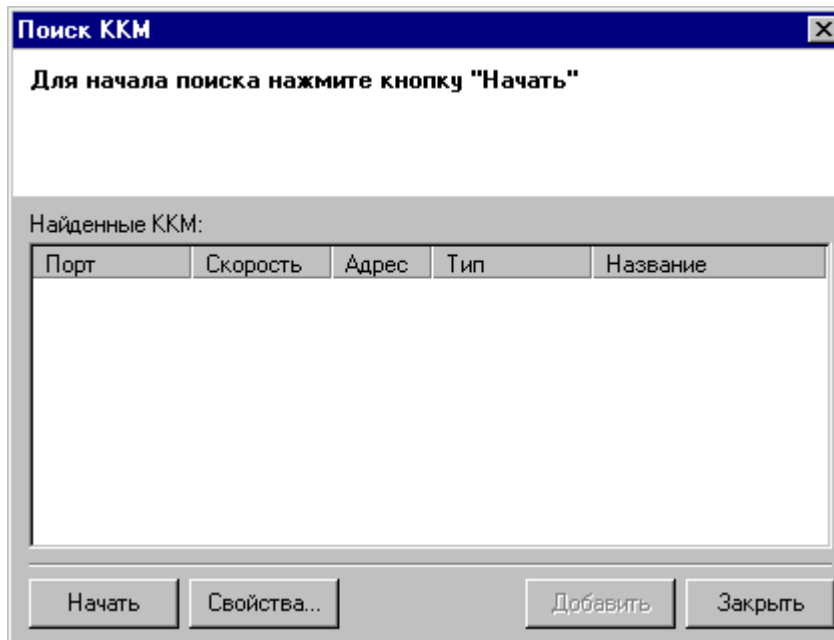 Поиск ККМ
Для начала поиска нажмите кнопку "Начать"
Найденные ККМ:
Порт Скорость Адрес Тип Название
Начать Свойства... Добавить Закрыть